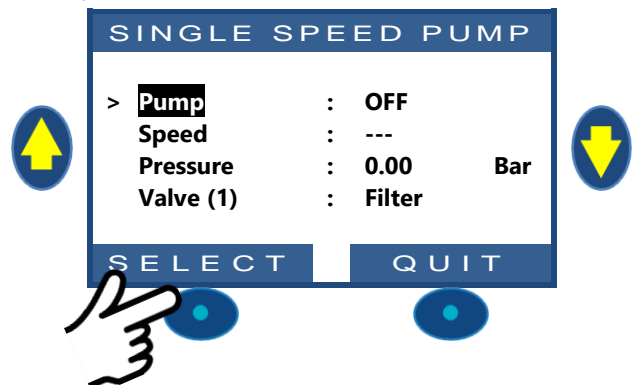 SINGLE SPEED PUMP
> Pump : OFF
Speed : ---
Pressure : 0.00 Bar
Valve (1) : Filter
SELECT QUIT